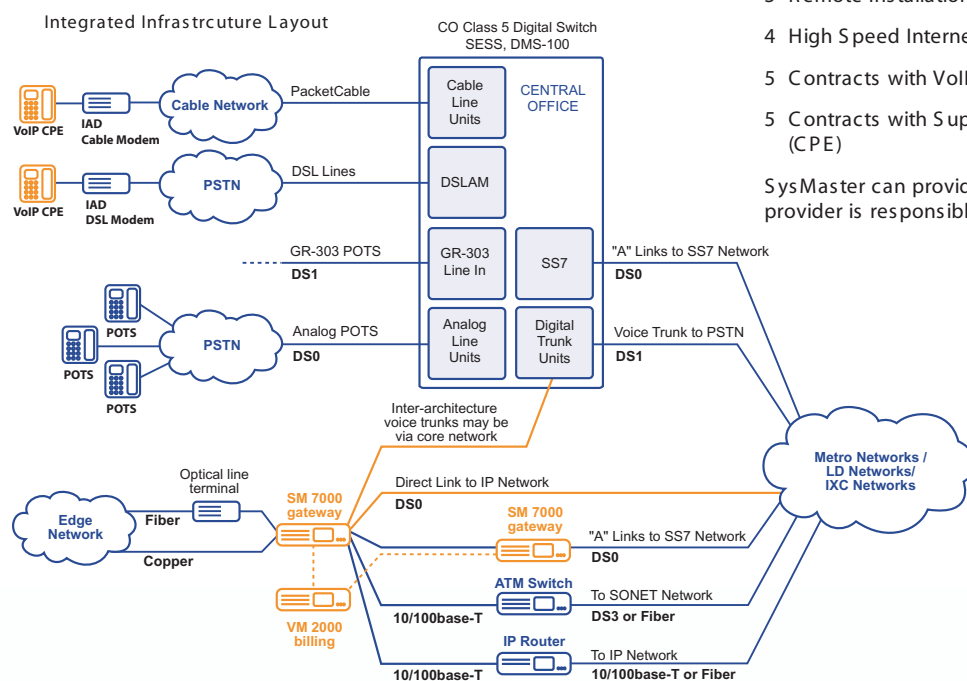 Integrated Infrastrcuture Layout
CO Class 5 Digital Switch
SESS, DMS-100
CENTRAL
OFFICE
VoIP CPE
IAD
Cable Modem
Cable Network
PacketCable
Cable
Line
Units
VoIP CPE
IAD
DSL Modem
PSTN
DSL Lines
DSLAM
GR-303 POTS
DS1
GR-303
Line In
SS7
"A" Links to SS7 Network
DS0
POTS
POTS
POTS
PSTN
Analog POTS
DS0
Analog
Line
Units
Digital
Trunk
Units
Voice Trunk to PSTN
DS1
Inter-architecture
voice trunks may be
via core network
Metro Networks /
LD Networks/
IXC Networks
Edge
Network
Optical line
terminal
Fiber
Copper
SM 7000
gateway
VM 2000
billing
Direct Link to IP Network
DS0
SM 7000
gateway
"A" Links to SS7 Network
DS0
ATM Switch
10/100base-T
To SONET Network
DS3 or Fiber
IP Router
10/100base-T
To IP Network
10/100base-T or Fiber
Remote Installation
4 High Speed Interne
5 Contracts with VoI
5 Contracts with Sup
(CPE)
SysMaster can provid
provider is responsibl